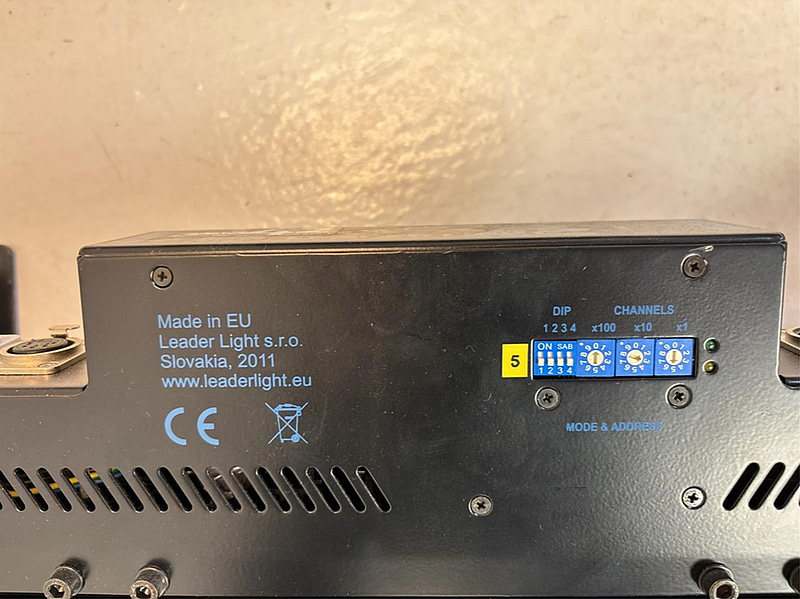 Made in EU
Leader Light s.r.o.
Slovakia, 2011
www.leaderlight.eu
CE
DIP CHANNELS
1 2 3 4 x100 x10 x1
5
ON SAB
1 2 3 4
MODE & ADDRESS